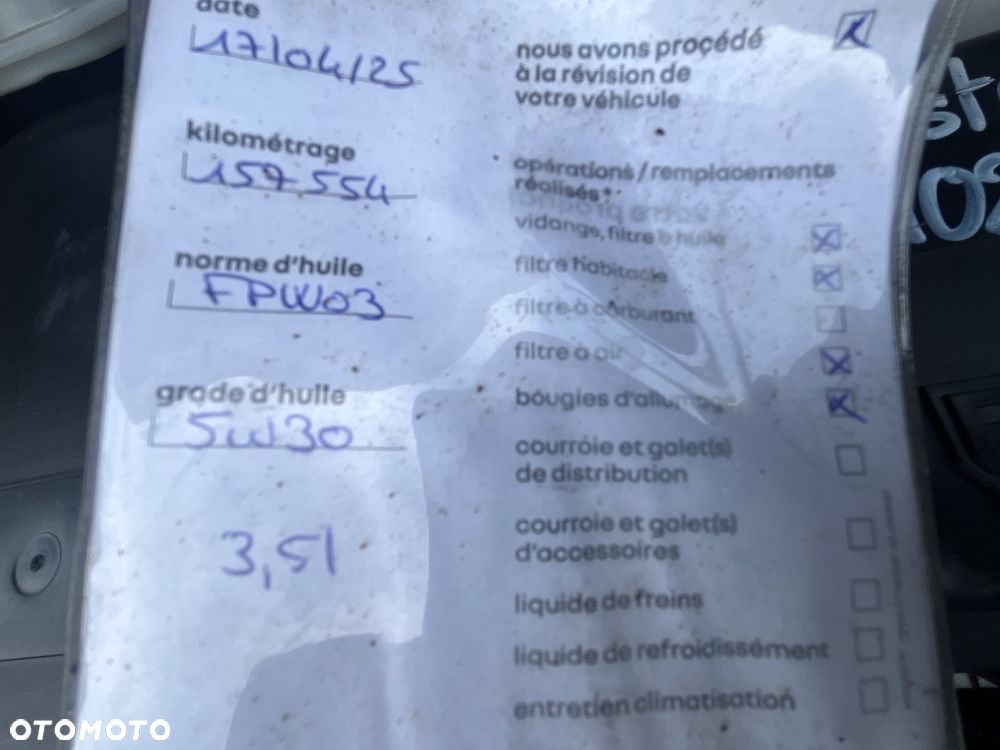 date
17/04/25
kilométrage
157554
norme d'huile
FPW03
grade d'huile
5W30
3,5l
nous avons procédé
à la révision de
votre véhicule
opérations/remplacements
réalisés*
vidange, filtre à huile
filtre habitacle
filtre à carburant
filtre à air
bougies d'allumage
courroie et galet(s)
de distribution
courroie et galet(s)
d'accessoires
liquide de freins
liquide de refroidissement
entretien climatisation
OTOMOTO